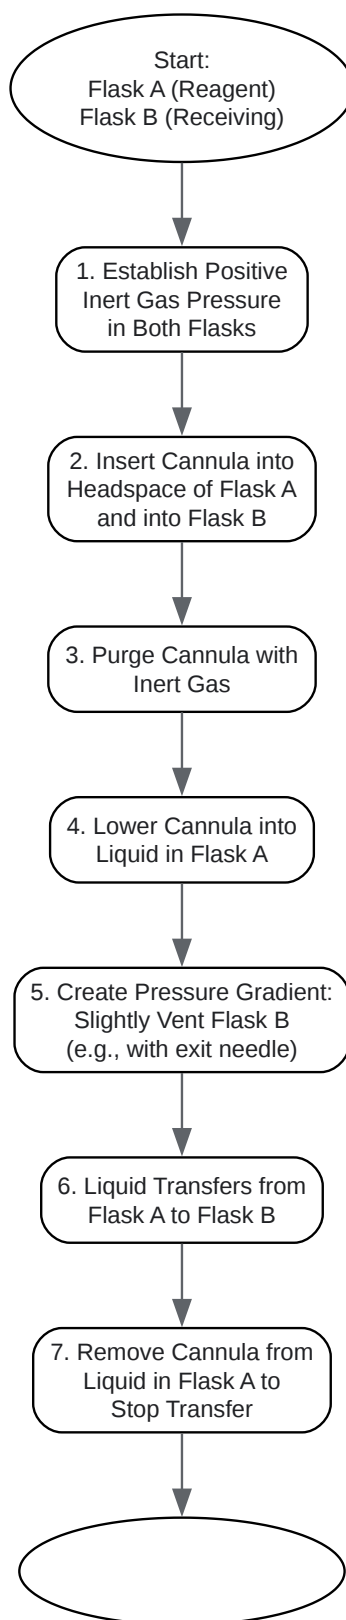 Start:
Flask A (Reagent)
Flask B (Receiving)
1. Establish Positive
Inert Gas Pressure
in Both Flasks
2. Insert Cannula into
Headspace of Flask A
and into Flask B
3. Purge Cannula with
Inert Gas
4. Lower Cannula into
Liquid in Flask A
5. Create Pressure Gradient:
Slightly Vent Flask B
(e.g., with exit needle)
6. Liquid Transfers from
Flask A to Flask B
7. Remove Cannula from
Liquid in Flask A to
Stop Transfer